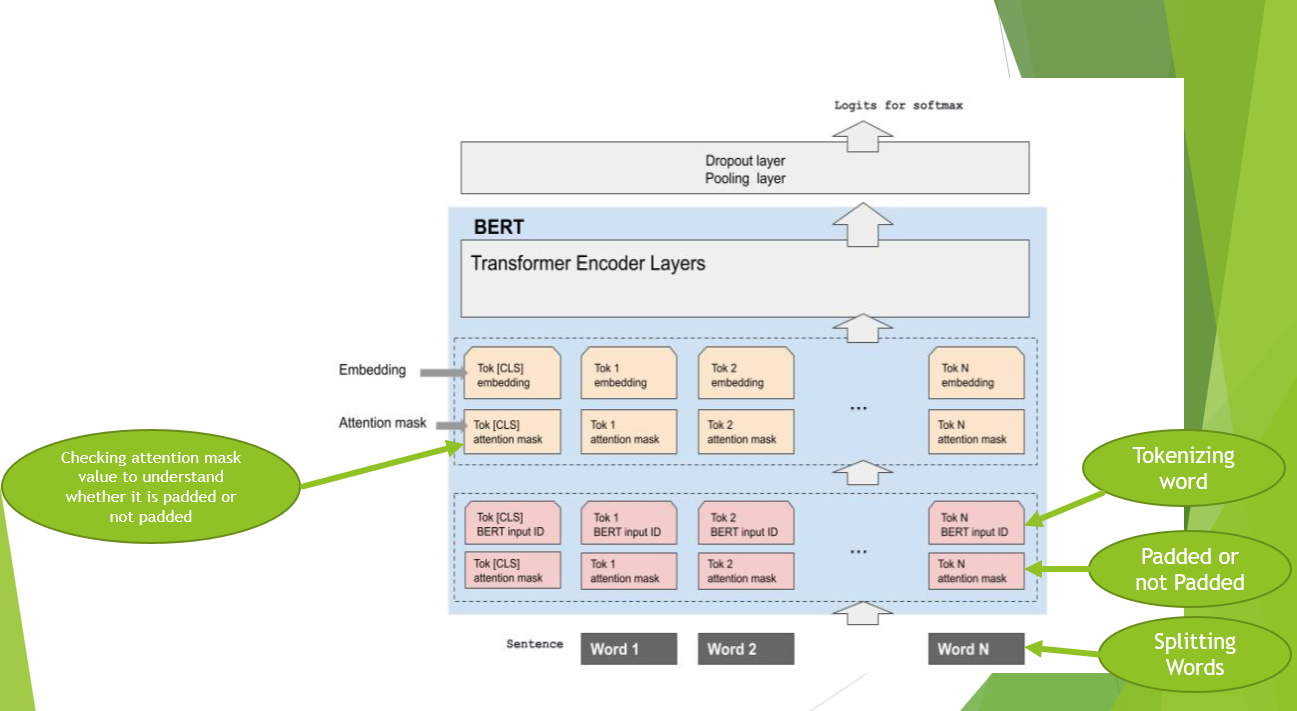 Logits for softmax
Dropout layer
Pooling layer
BERT
Transformer Encoder Layers
Embedding
Tok [CLS]
embedding
Tok 1
embedding
Tok 2
embedding
...
Tok N
embedding
Attention mask
Tok [CLS]
attention mask
Tok 1
attention mask
Tok 2
attention mask
Tok N
attention mask
Checking attention mask
value to understand
whether it is padded or
not padded
Tok [CLS]
BERT input ID
Tok 1
BERT input ID
Tok 2
BERT input ID
...
Tok N
BERT input ID
Tokenizing
word
Tok [CLS]
attention mask
Tok 1
attention mask
Tok 2
attention mask
Tok N
attention mask
Padded or
not Padded
Sentence
Word 1
Word 2
Word N
Splitting
Words